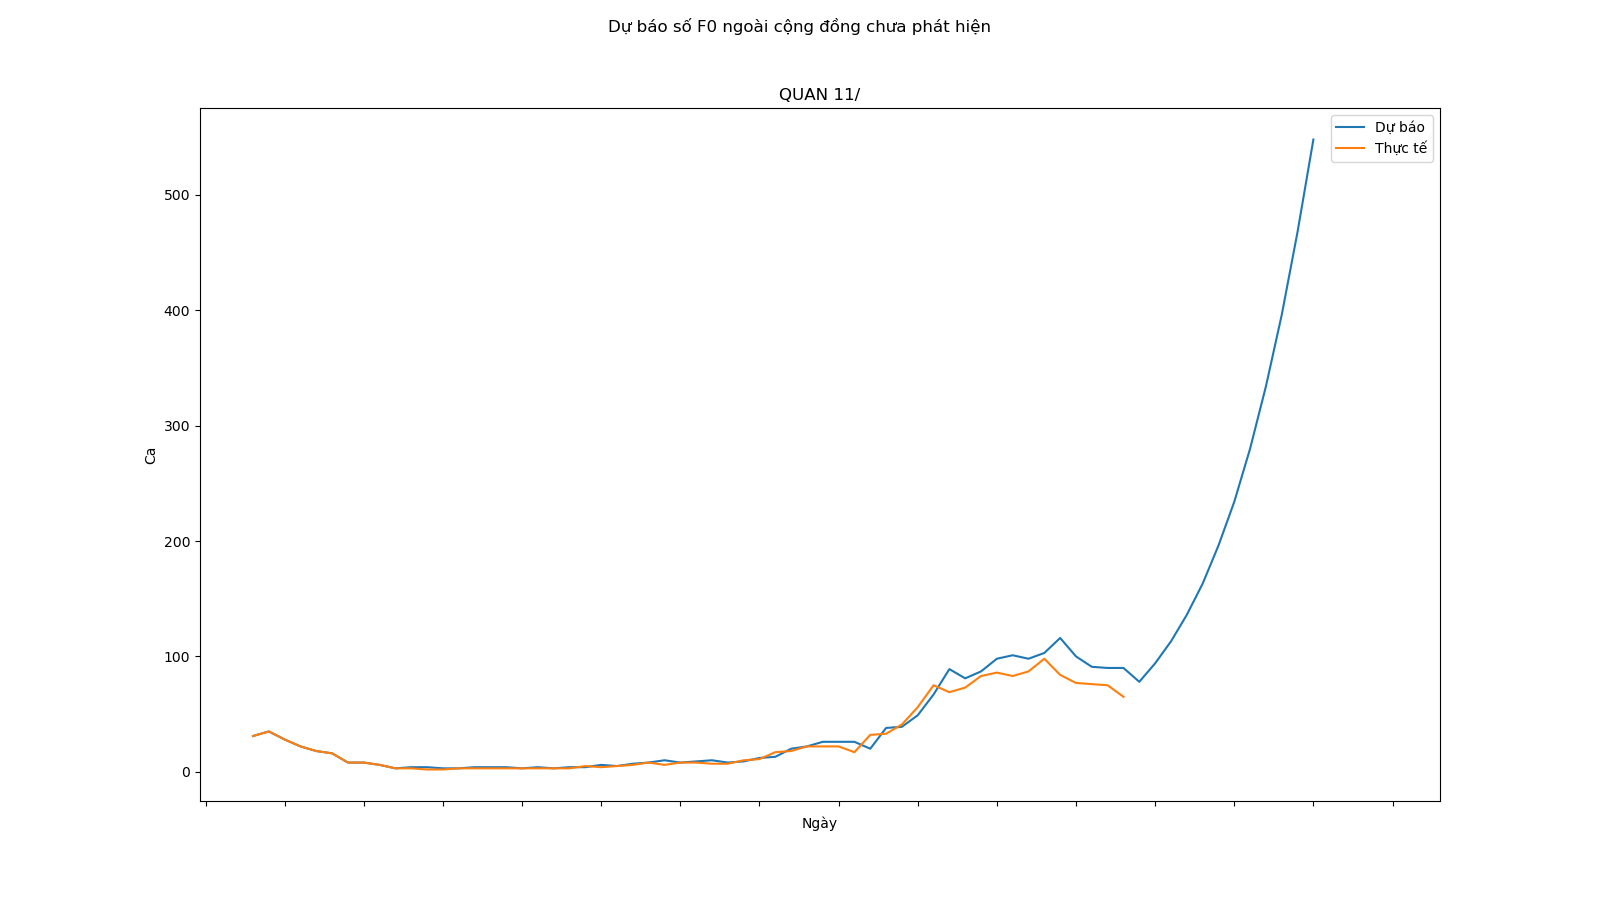 Dự báo số F0 ngoài cộng đồng chưa phát hiện
QUAN 11/
Dự báo
Thực tế
500
400
300
200
100
0
Ca
Ngày